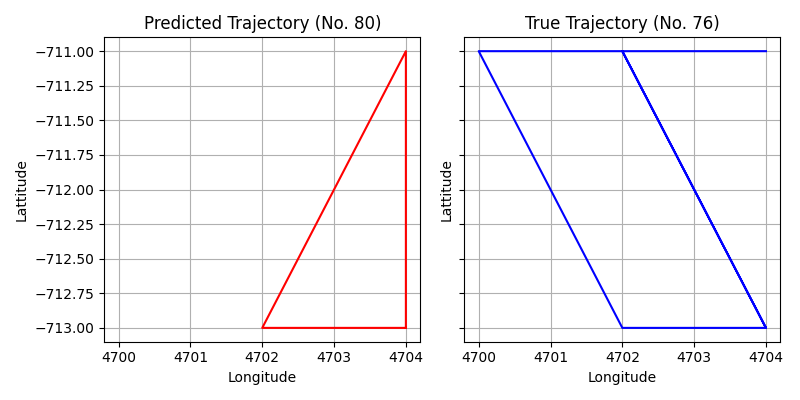 Predicted Trajectory (No. 80)
−711.00
−711.25
−711.50
−711.75
−712.00
−712.25
−712.50
−712.75
−713.00
Lattitude
4700 4701 4702 4703 4704
Longitude
True Trajectory (No. 76)
Lattitude
4700 4701 4702 4703 4704
Longitude